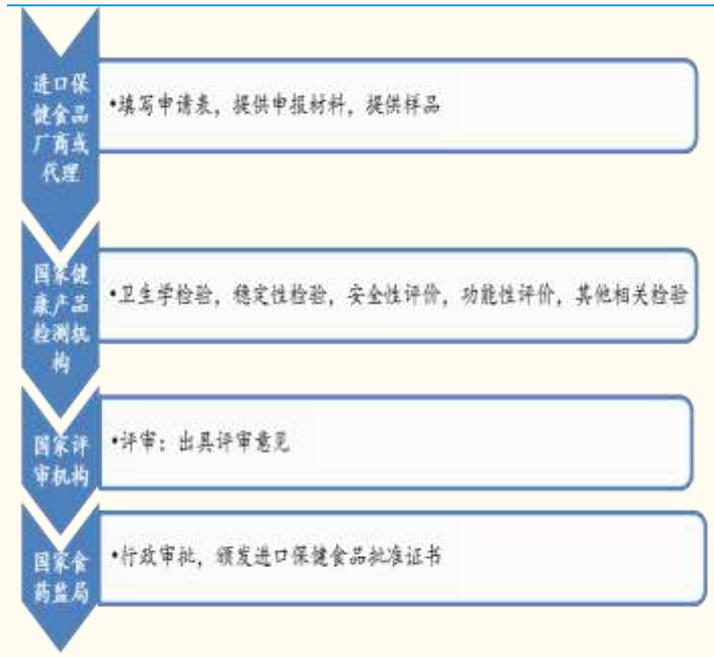 进口保
健食品
厂商或
代理
•填写申请表，提供申报材料，提供样品
国家健
康产品
检测机
构
•卫生学检验，稳定性检验，安全性评价，功能性评价，其他相关检验
国家评
审机构
•评审：出具评审意见
国家食
药监局
•行政审批，颁发进口保健食品批准证书